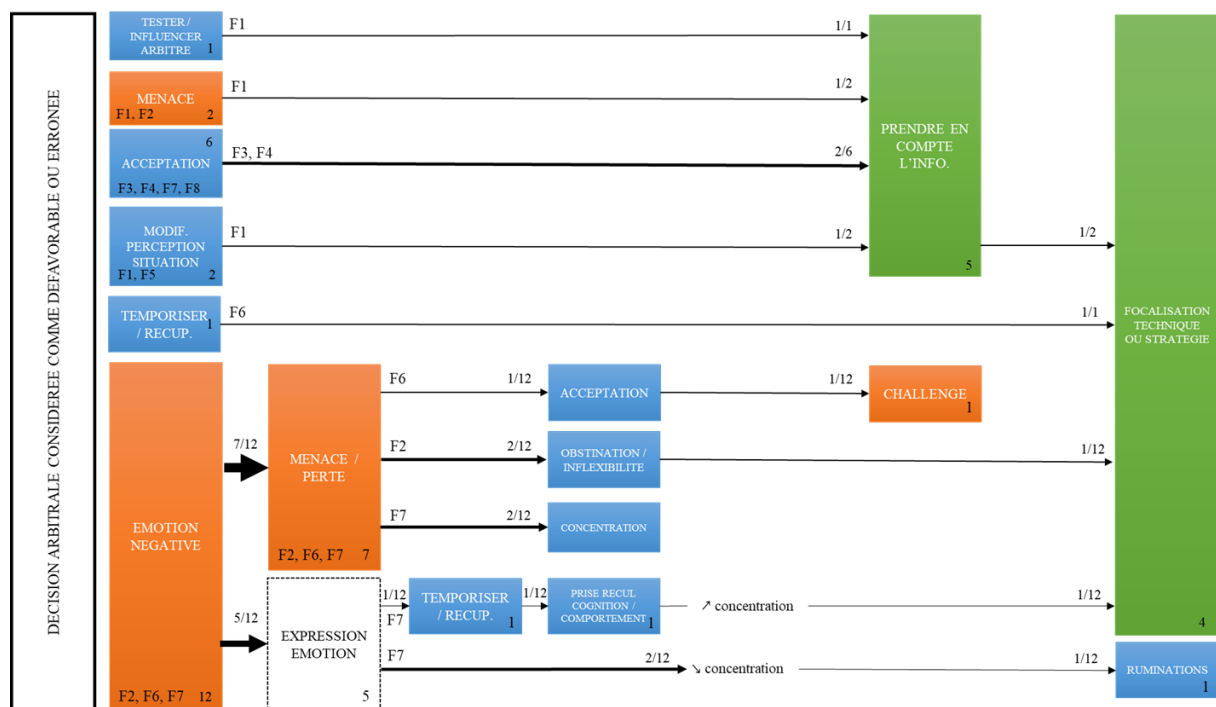 DECISION ARBITRALE CONSIDEREE COMME DEFAVORABLE OU ERRONEE
TESTER /
INFLUENCER
ARBITRE
1
F1
1/1
MENACE
F1, F2
2
F1
1/2
6
ACCEPTATION
F3, F4, F7, F8
F3, F4
2/6
MODIF.
PERCEPTION
SITUATION
F1, F5
2
F1
1/2
PRENDRE EN
COMPTE
L'INFO.
5
1/2
TEMPORISER
/ RECUP.
1
F6
1/1
FOCALISATION
TECHNIQUE
OU STRATEGIE
4
EMOTION
NEGATIVE
F2, F6, F7
12
7/12
MENACE /
PERTE
F2, F6, F7
7
F6
1/12
ACCEPTATION
1/12
CHALLENGE
1
F2
2/12
OBSTINATION /
INFLEXIBILITE
1/12
F7
2/12
CONCENTRATION
5/12
EXPRESSION
EMOTION
5
1/12
F7
TEMPORISER
/ RECUP.
1
1/12
PRISE RECUL
COGNITION /
COMPORTEMENT
1
↗ concentration
1/12
F7
2/12
↘ concentration
1/12
RUMINATIONS
1